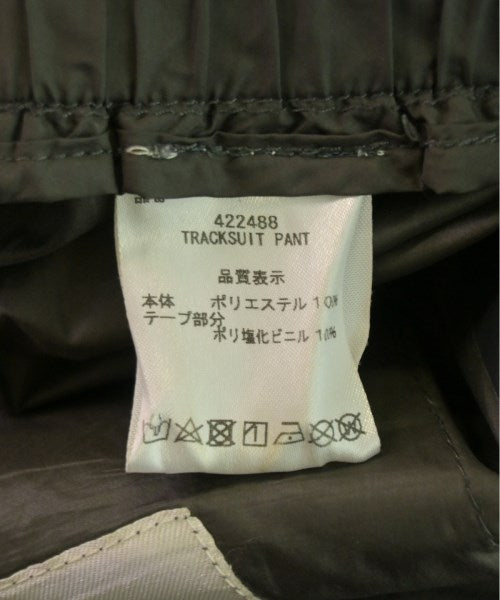 422488
TRACKSUIT PANT
品質表示
本体 ポリエステル 100%
テープ部分
ポリ塩化ビニル 100%